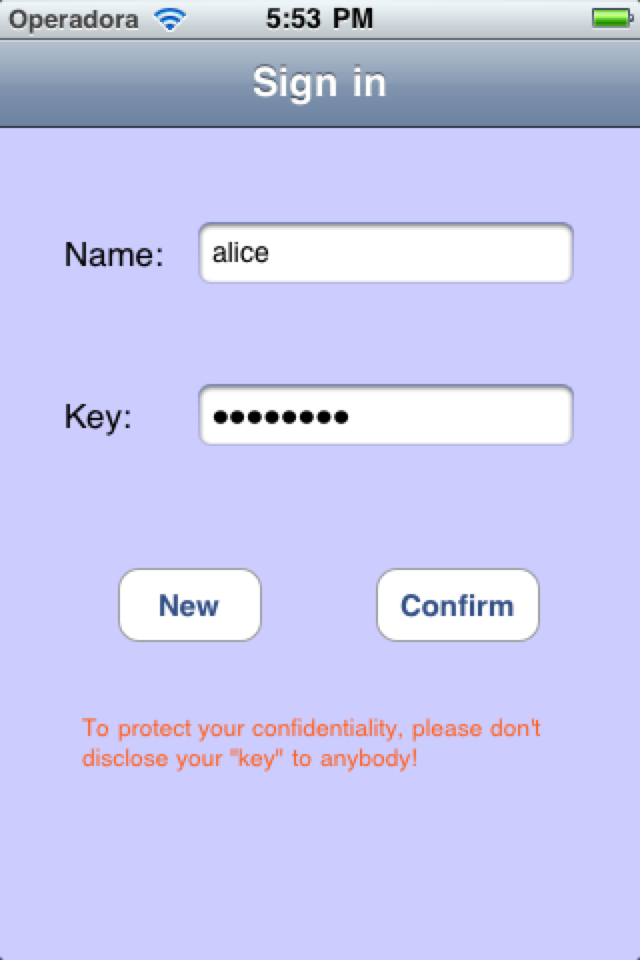 Operadora 5:53 PM
Sign in
Name: alice
Key: ••••••••
New Confirm
To protect your confidentiality, please don't
disclose your "key" to anybody!